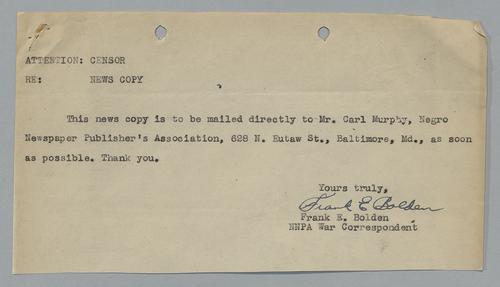 ATTENTION: CENSOR
RE: NEWS COPY
This news copy is to be mailed directly to Mr. Carl Murphy, Negro
Newspaper Publisher's Association, 628 N. Eutaw St., Baltimore, Md., as soon
as possible. Thank you.
Yours truly,
Frank E Bolden
Frank E. Bolden
NNPA War Correspondent